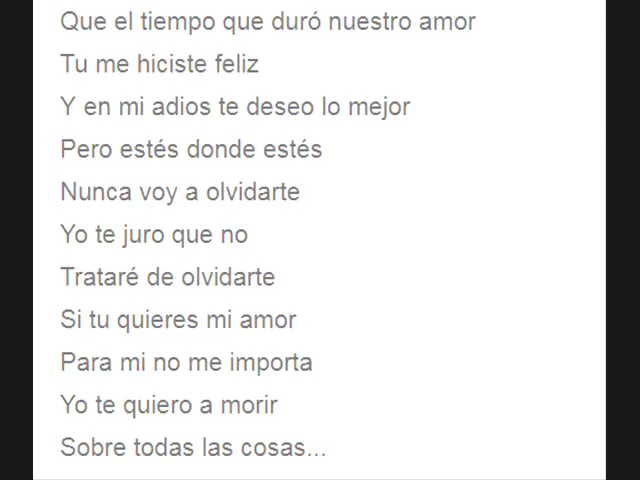 Que el tiempo que duró nuestro amor
Tu me hiciste feliz
Y en mi adios te deseo lo mejor
Pero estés donde estés
Nunca voy a olvidarte
Yo te juro que no
Trataré de olvidarte
Si tu quieres mi amor
Para mi no me importa
Yo te quiero a morir
Sobre todas las cosas...